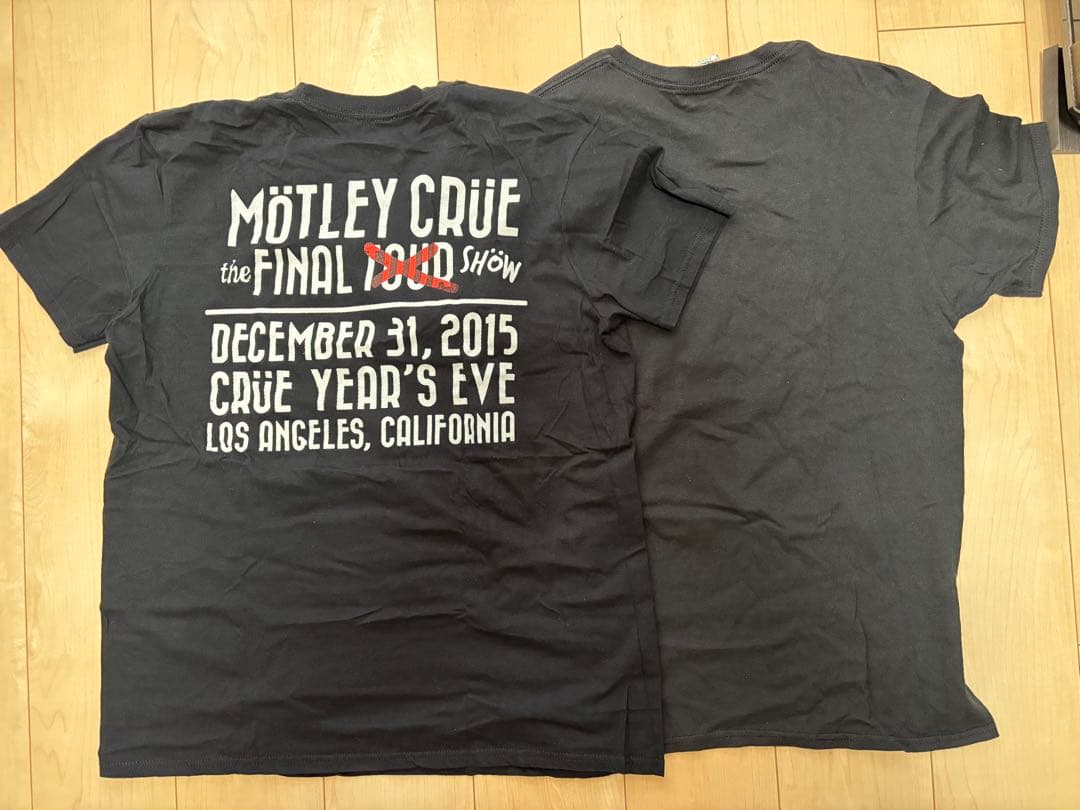 MÖTLEY CRÜE
the FINAL TOUR SHÖW
DECEMBER 31, 2015
CRÜE YEAR'S EVE
LOS ANGELES, CALIFORNIA